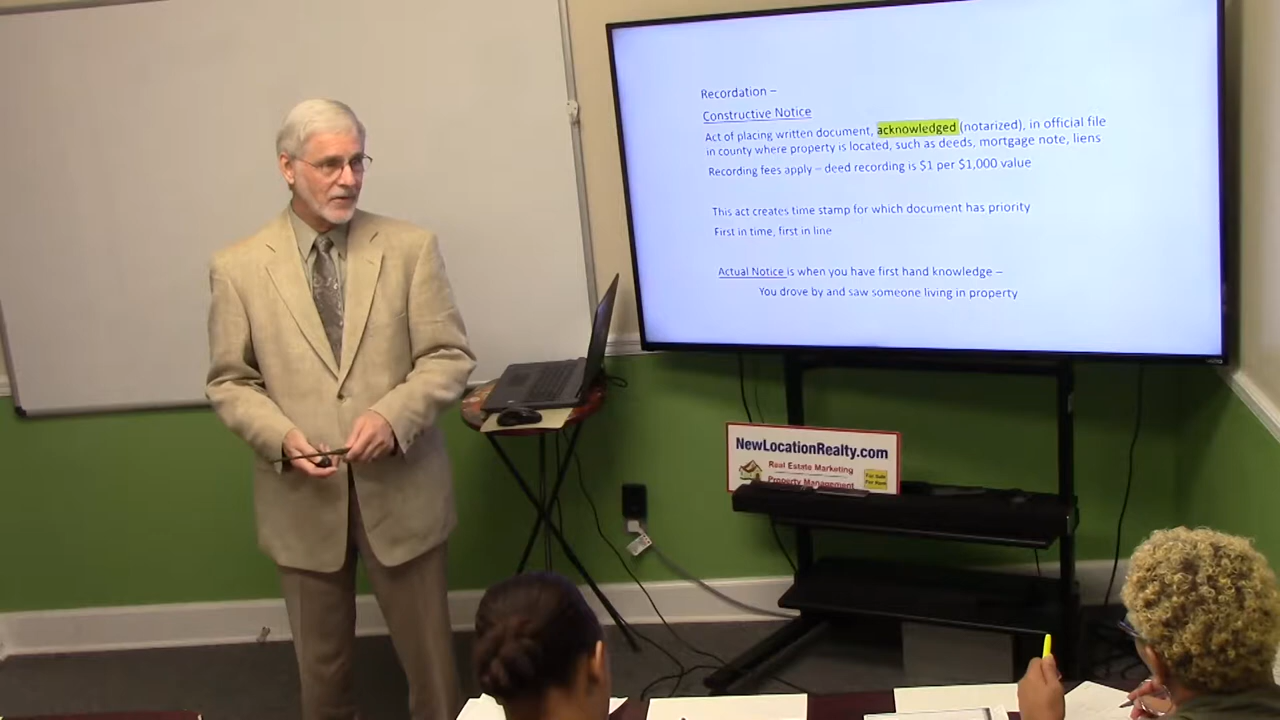 Recordation –
Constructive Notice
Act of placing written document, acknowledged (notarized), in official file
in county where property is located, such as deeds, mortgage note, liens
Recording fees apply – deed recording is $1 per $1,000 value
This act creates time stamp for which document has priority
First in time, first in line
Actual Notice is when you have first hand knowledge –
You drove by and saw someone living in property
NewLocationRealty.com
Real Estate Marketing
Property Management
For Sale
For Rent